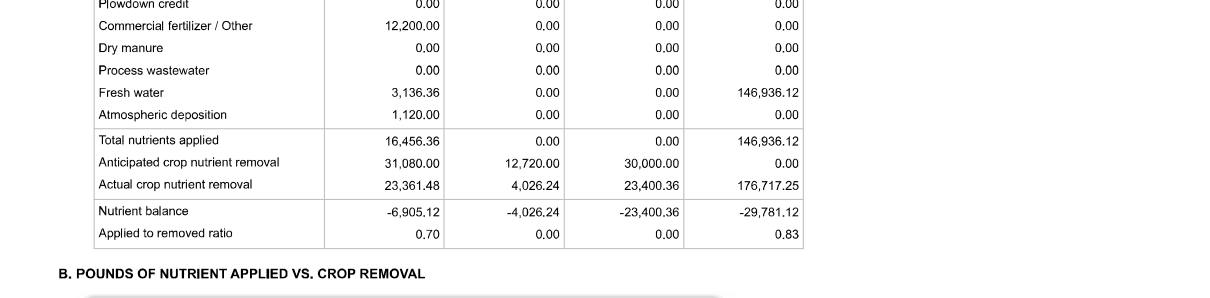 Plowdown credit 0.00 0.00 0.00 0.00
Commercial fertilizer / Other 12,200.00 0.00 0.00 0.00
Dry manure 0.00 0.00 0.00 0.00
Process wastewater 0.00 0.00 0.00 0.00
Fresh water 3,136.36 0.00 0.00 146,936.12
Atmospheric deposition 1,120.00 0.00 0.00 0.00
Total nutrients applied 16,456.36 0.00 0.00 146,936.12
Anticipated crop nutrient removal 31,080.00 12,720.00 30,000.00 0.00
Actual crop nutrient removal 23,361.48 4,026.24 23,400.36 176,717.25
Nutrient balance -6,905.12 -4,026.24 -23,400.36 -29,781.12
Applied to removed ratio 0.70 0.00 0.00 0.83
B. POUNDS OF NUTRIENT APPLIED VS. CROP REMOVAL